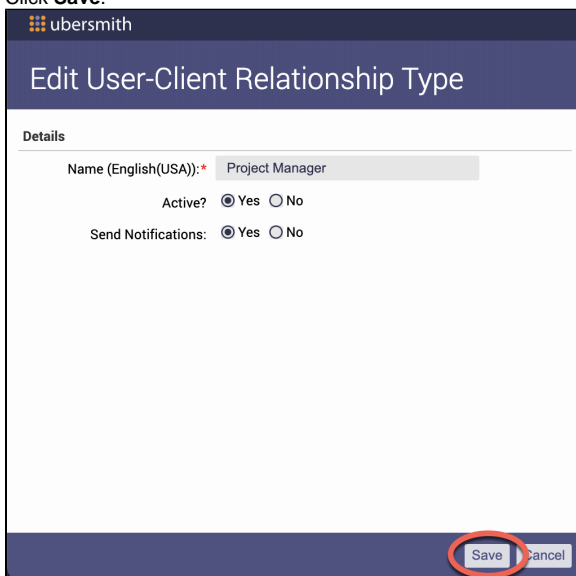 Click Save.
ubersmith
Edit User-Client Relationship Type
Details
Name (English(USA)):* Project Manager
Active? Yes No
Send Notifications: Yes No
Save Cancel